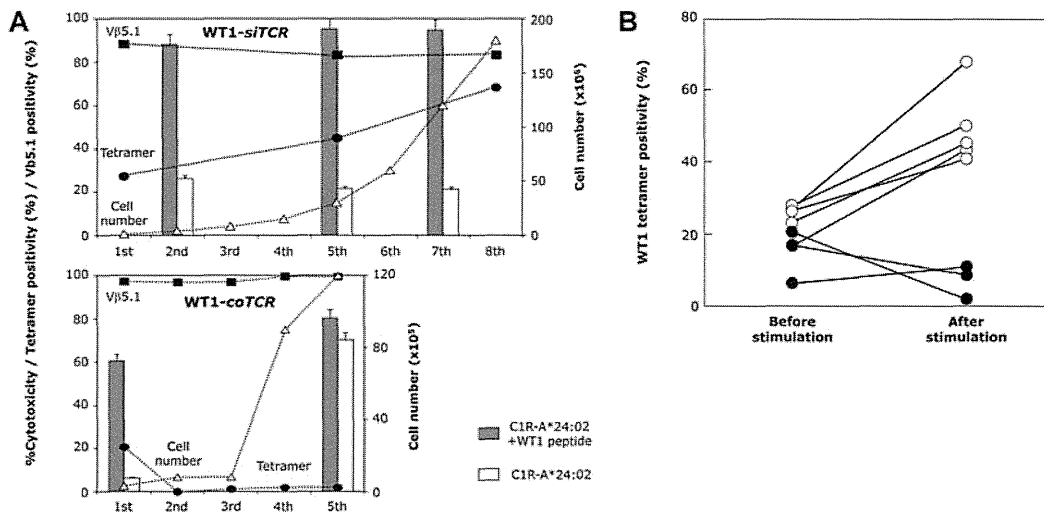 A
%Cytotoxicity / Tetramer positivity (%) / Vb5.1 positivity (%)
100
80
60
40
20
0
Vβ5.1
WT1-siTCR
Tetramer
Cell
number
200
150
100
50
0
Cell number (x10⁵)
1st 2nd 3rd 4th 5th 6th 7th 8th
100
80
60
40
20
0
Vβ5.1
WT1-coTCR
Cell
number
Tetramer
120
80
40
0
Cell number (x10⁵)
1st 2nd 3rd 4th 5th
C1R-A*24:02
+WT1 peptide
C1R-A*24:02
B
WT1 tetramer positivity (%)
80
60
40
20
0
Before
stimulation
After
stimulation